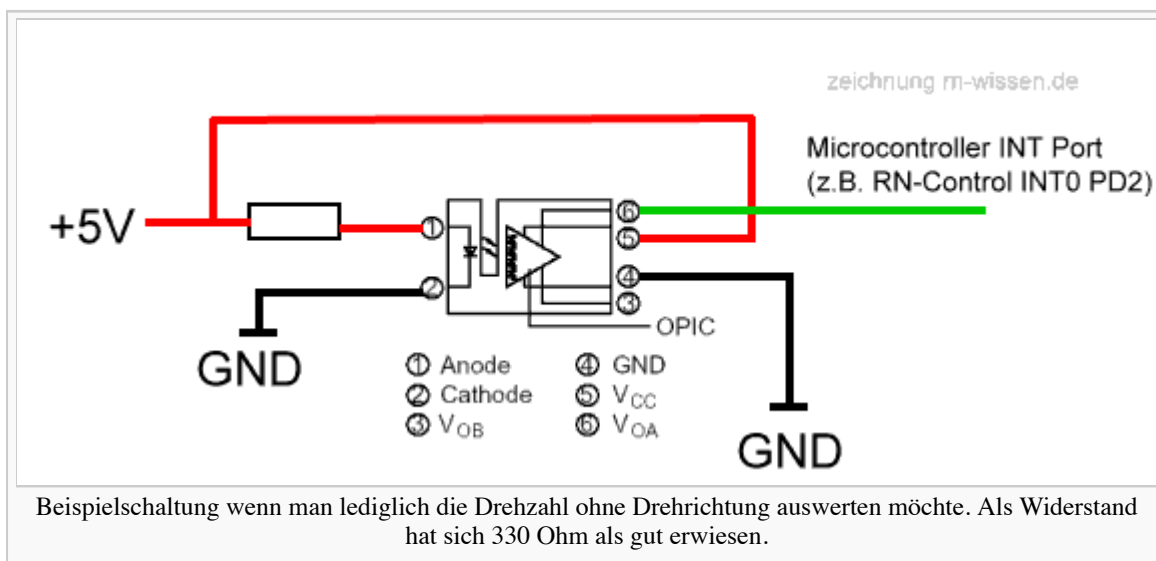 zeichnung rn-wissen.de
Microcontroller INT Port
(z.B. RN-Control INT0 PD2)
+5V
1
2
6
5
4
3
OPIC
GND
① Anode
④ GND
② Cathode
⑤ VCC
③ VOB
⑥ VOA
GND
Beispielschaltung wenn man lediglich die Drehzahl ohne Drehrichtung auswerten möchte. Als Widerstand
hat sich 330 Ohm als gut erwiesen.